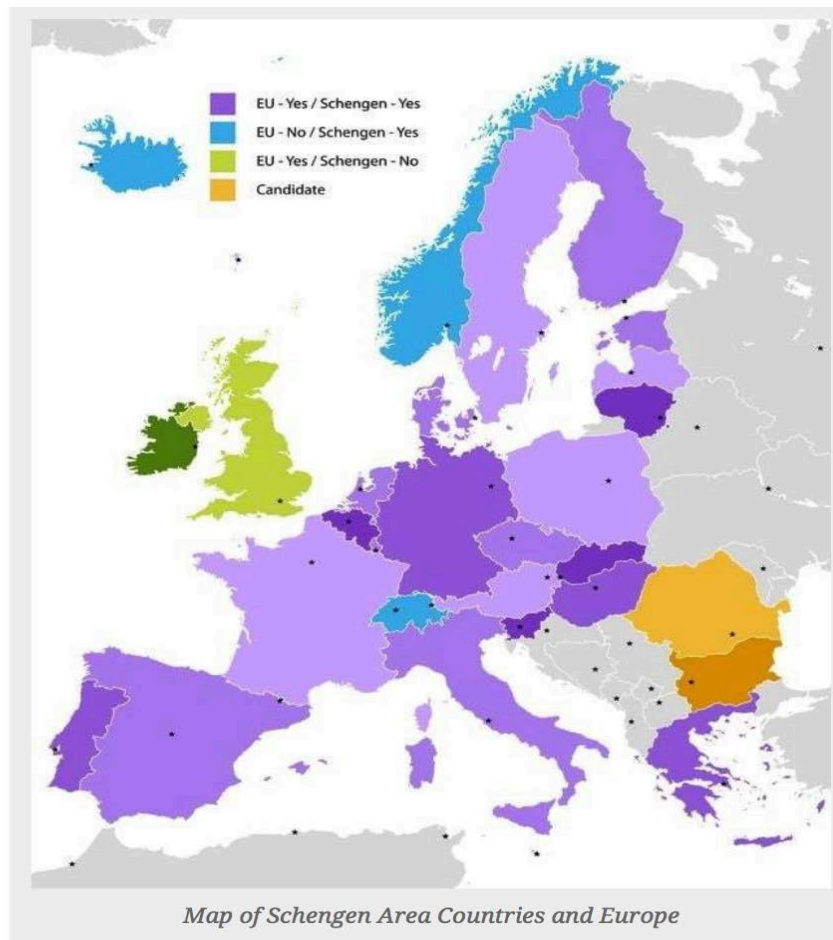 EU - Yes / Schengen - Yes
EU - No / Schengen - Yes
EU - Yes / Schengen - No
Candidate
Map of Schengen Area Countries and Europe